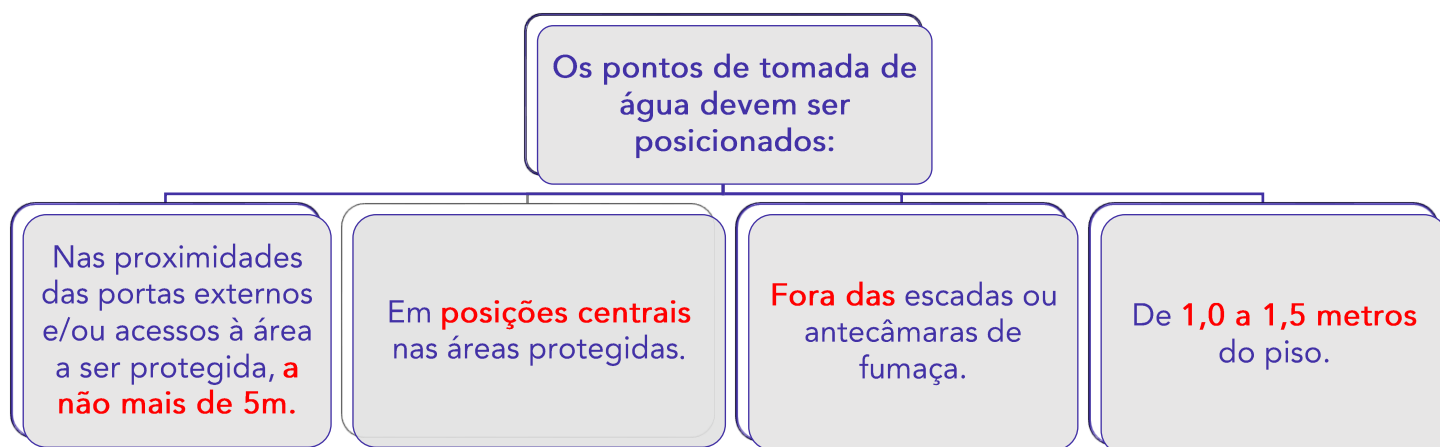 Os pontos de tomada de
água devem ser
posicionados:
Nas proximidades
das portas externos
e/ou acessos à área
a ser protegida, a
não mais de 5m.
Em posições centrais
nas áreas protegidas.
Fora das escadas ou
antecâmaras de
fumaça.
De 1,0 a 1,5 metros
do piso.